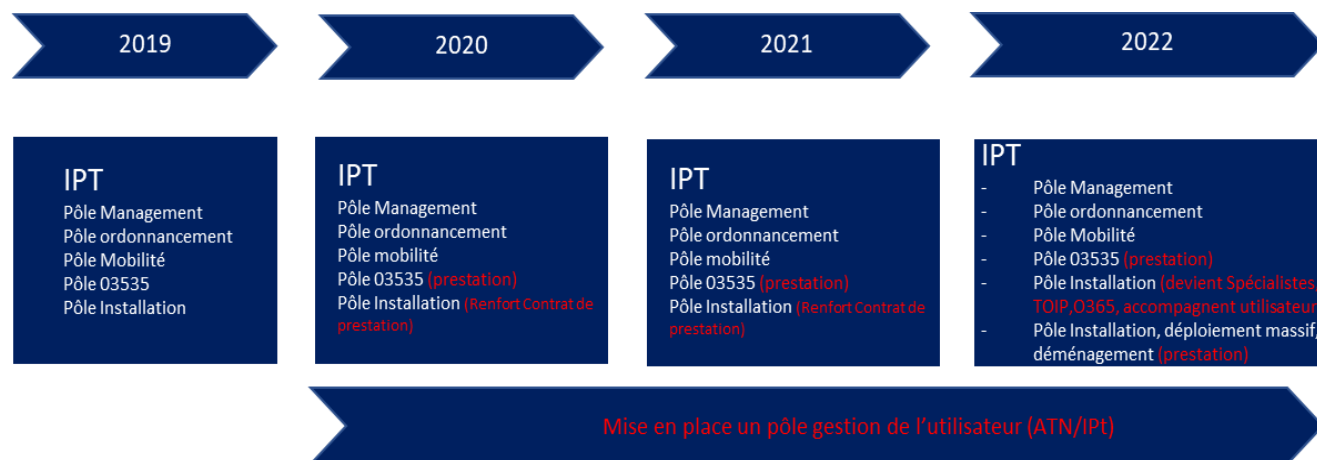 2019
2020
2021
2022
IPT
Pôle Management
Pôle ordonnancement
Pôle Mobilité
Pôle 03535
Pôle Installation
IPT
Pôle Management
Pôle ordonnancement
Pôle mobilité
Pôle 03535 (prestation)
Pôle Installation (Renfort Contrat de
prestation)
IPT
Pôle Management
Pôle ordonnancement
Pôle mobilité
Pôle 03535 (prestation)
Pôle Installation (Renfort Contrat de
prestation)
IPT
- Pôle Management
- Pôle ordonnancement
- Pôle Mobilité
- Pôle 03535 (prestation)
- Pôle Installation (devient Spécialistes
TOIP,O365, accompagnent utilisateur
- Pôle Installation, déploiement massif,
déménagement (prestation)
Mise en place un pôle gestion de l’utilisateur (ATN/IPt)